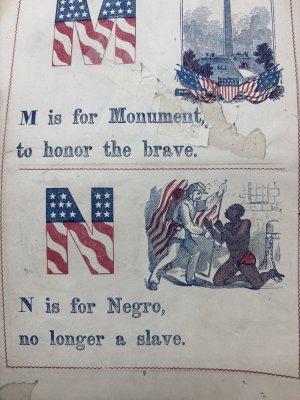 M
M is for Monument,
to honor the brave.
N
N is for Negro,
no longer a slave.